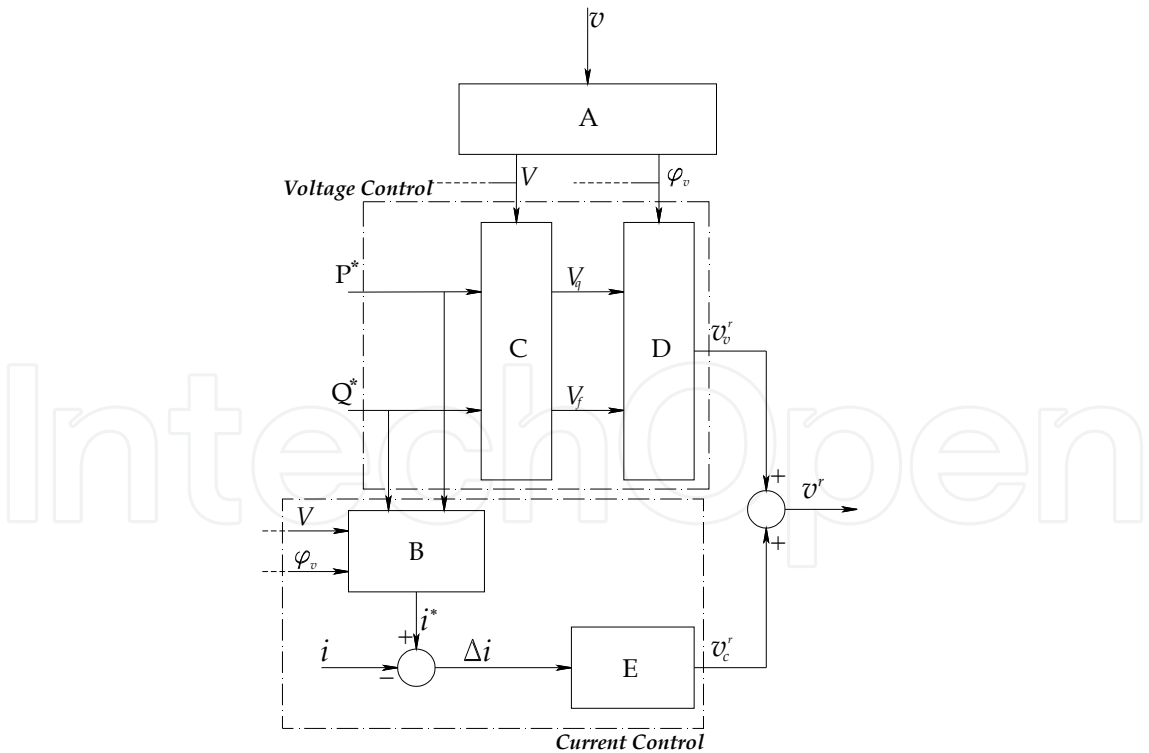 v
A
V
φ_v
Voltage Control
P*
V_q
C
D
v_v^r
Q*
V_f
+
v^r
+
V
B
φ_v
i*
+
i
−
Δi
E
v_c^r
Current Control
IntechOpen